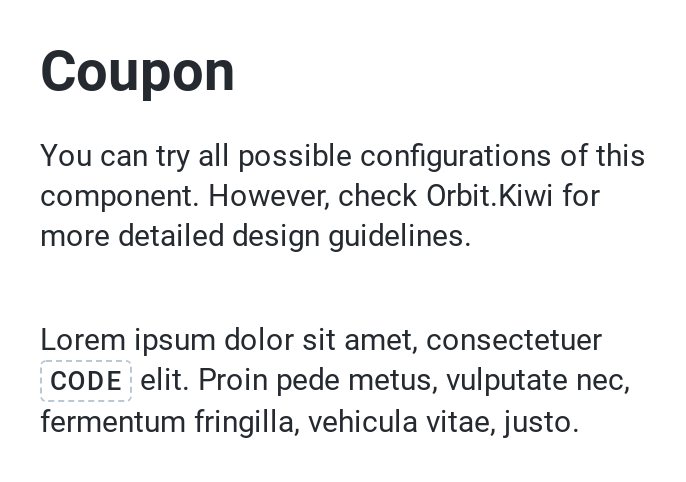 Coupon
You can try all possible configurations of this
component. However, check Orbit.Kiwi for
more detailed design guidelines.
Lorem ipsum dolor sit amet, consectetuer
CODE elit. Proin pede metus, vulputate nec,
fermentum fringilla, vehicula vitae, justo.